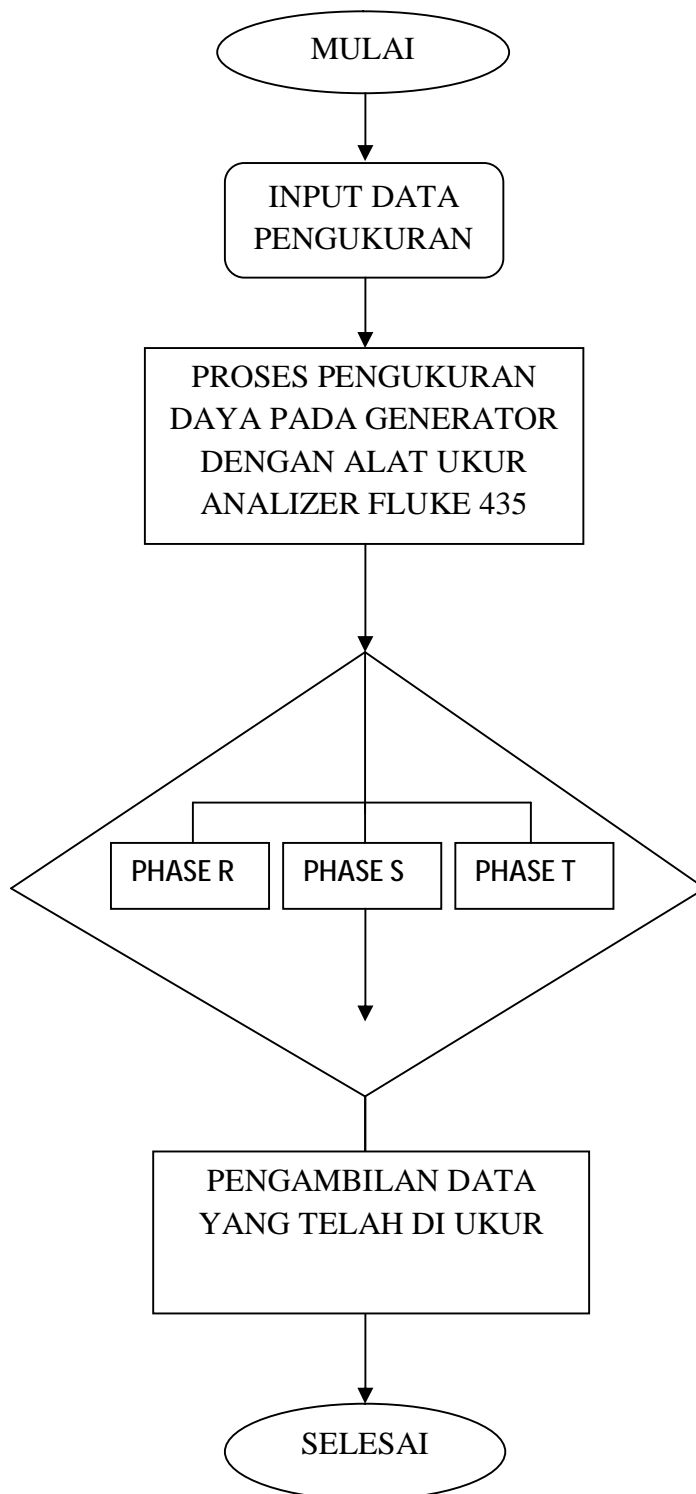 MULAI
INPUT DATA
PENGUKURAN
PROSES PENGUKURAN
DAYA PADA GENERATOR
DENGAN ALAT UKUR
ANALIZER FLUKE 435
PHASE R
PHASE S
PHASE T
PENGAMBILAN DATA
YANG TELAH DI UKUR
SELESAI